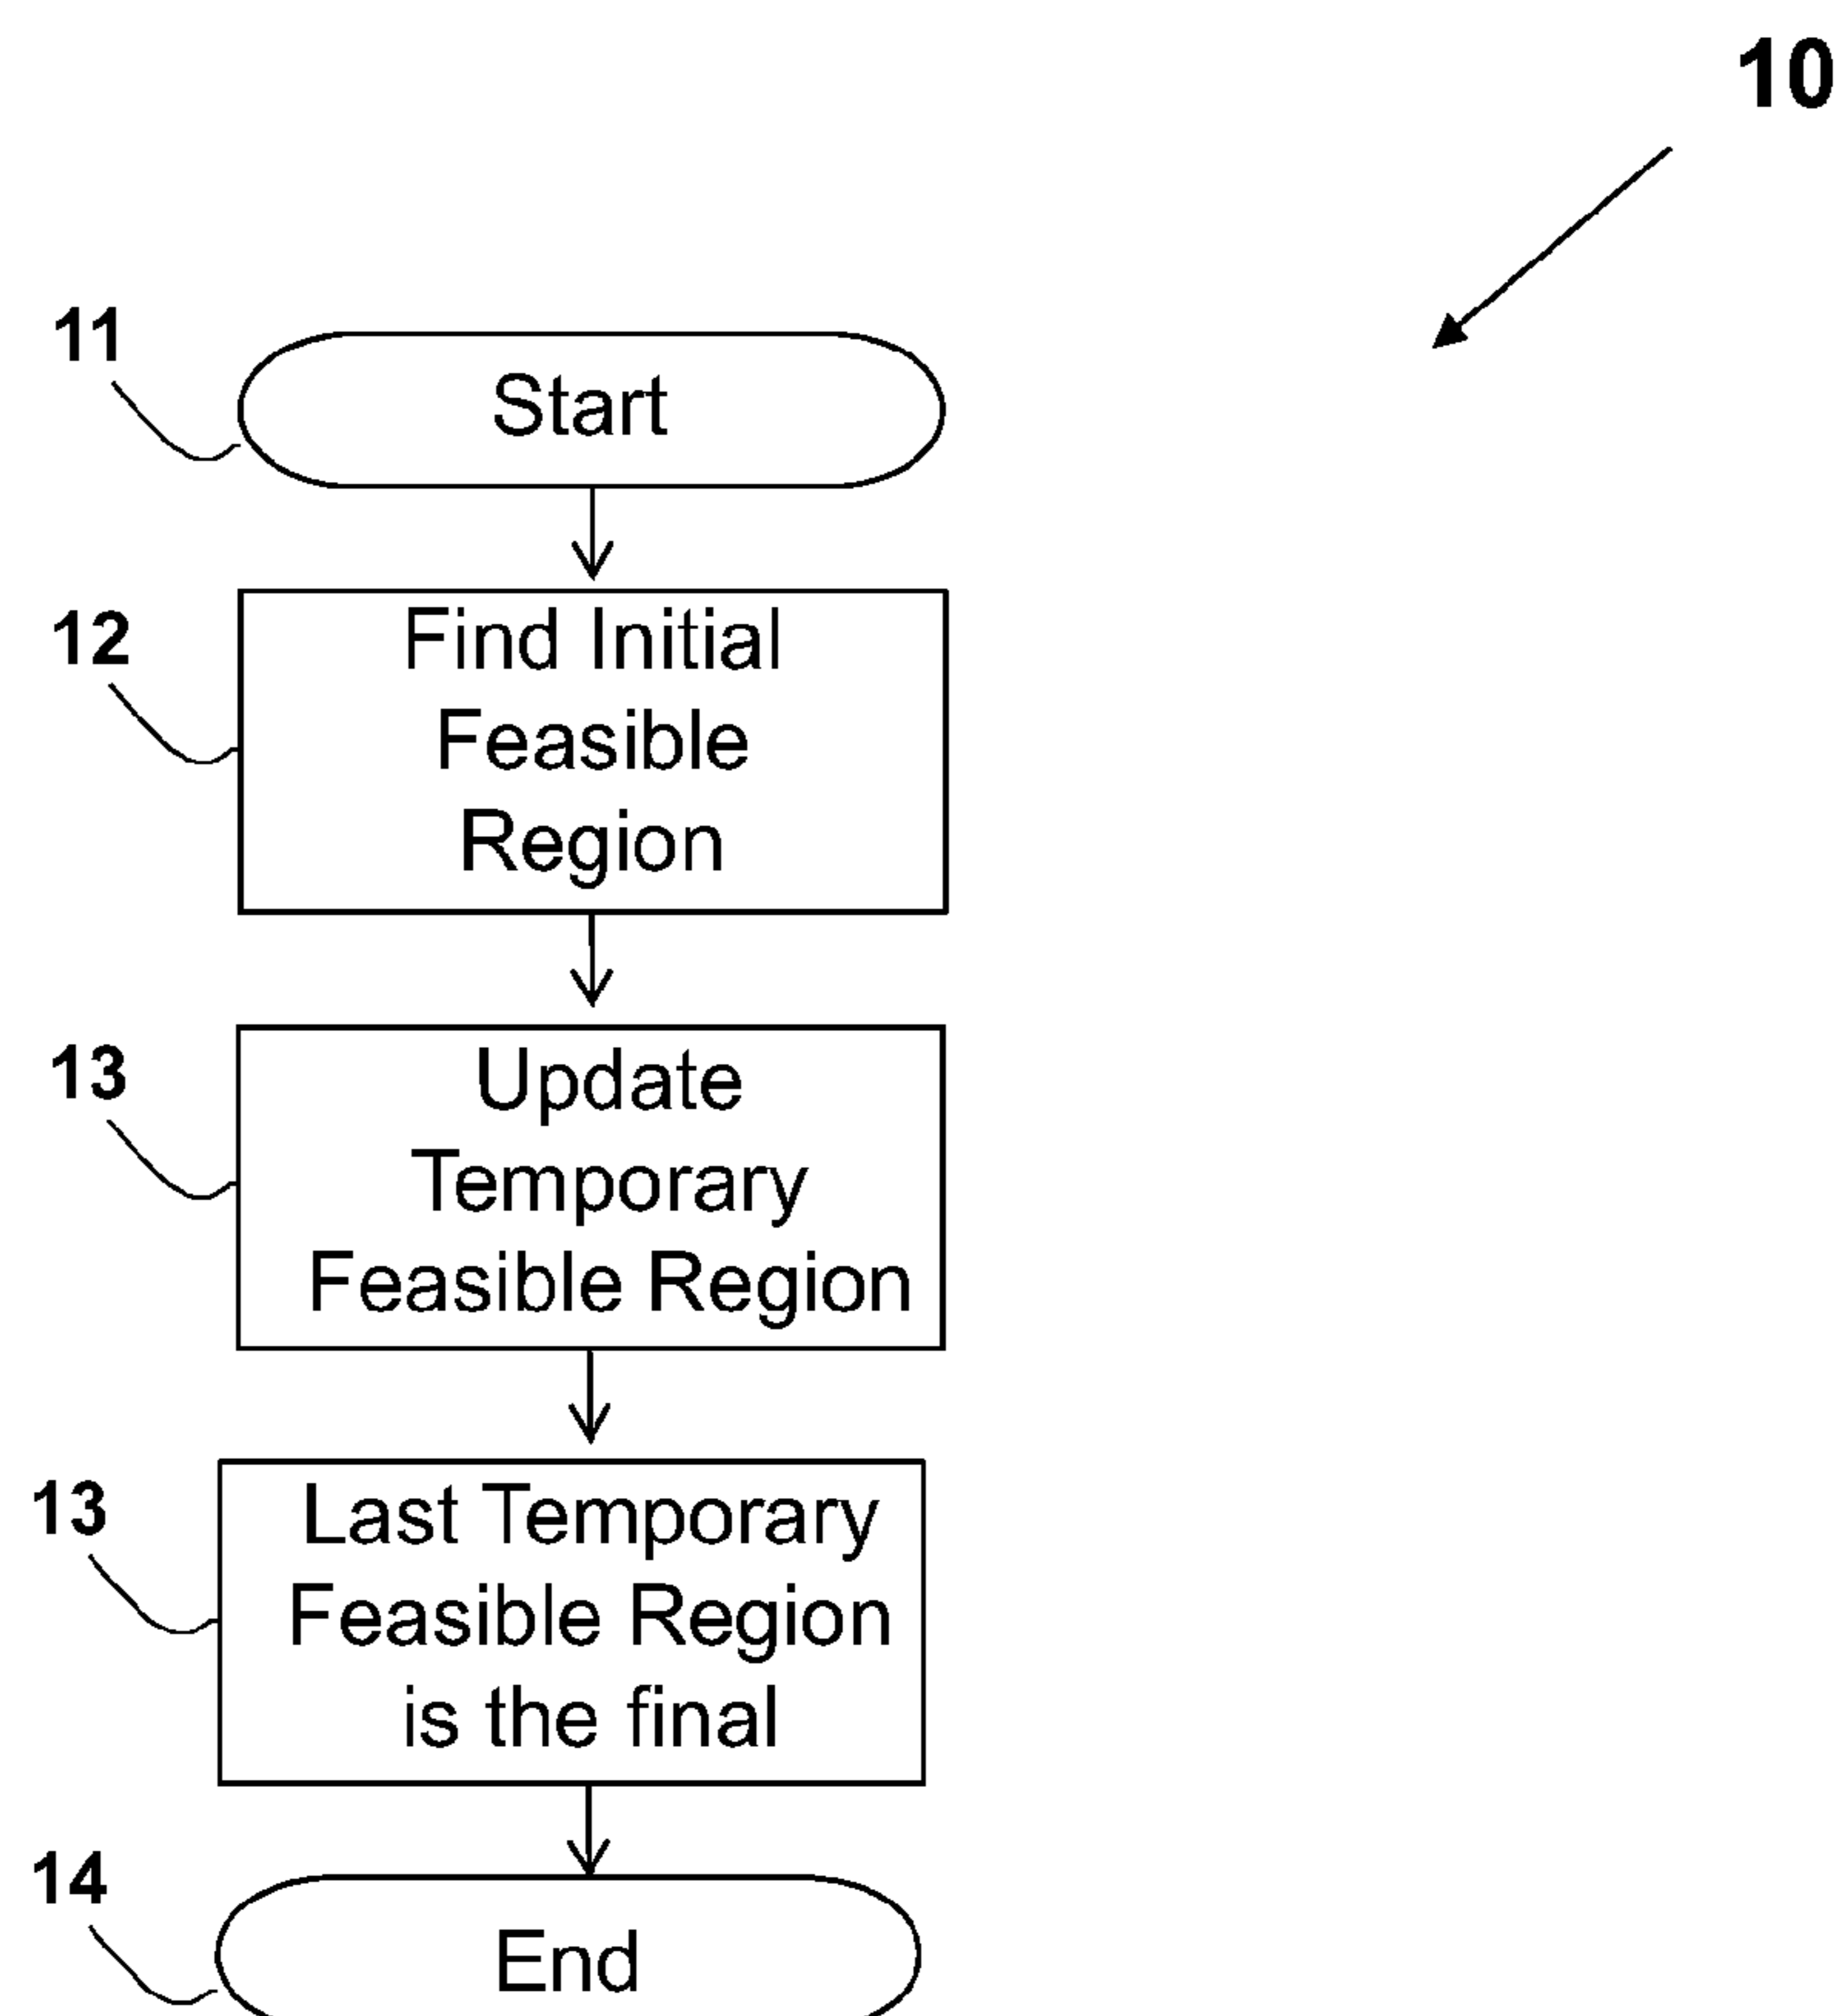 10
11
Start
12
Find Initial
Feasible
Region
13
Update
Temporary
Feasible Region
13
Last Temporary
Feasible Region
is the final
14
End